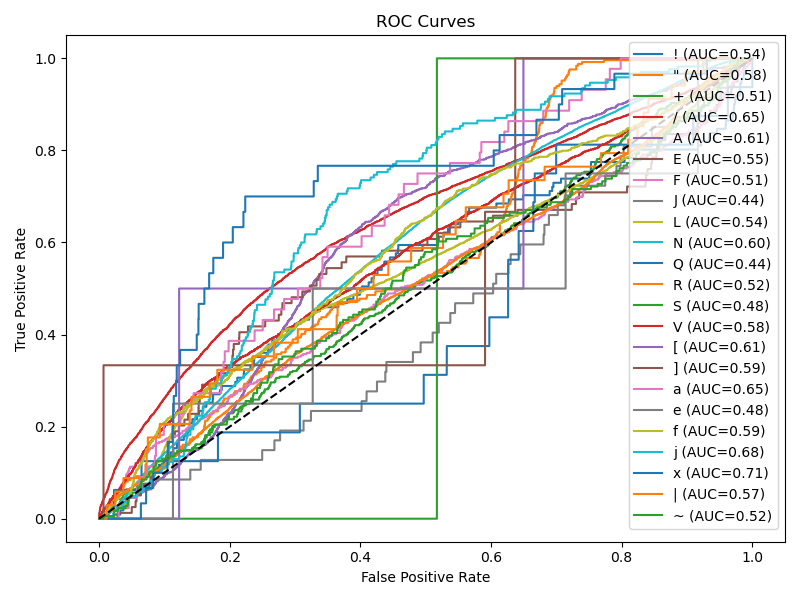 ROC Curves
True Positive Rate
1.0
0.8
0.6
0.4
0.2
0.0
! (AUC=0.54)
" (AUC=0.58)
+ (AUC=0.51)
/ (AUC=0.65)
A (AUC=0.61)
E (AUC=0.55)
F (AUC=0.51)
J (AUC=0.44)
L (AUC=0.54)
N (AUC=0.60)
Q (AUC=0.44)
R (AUC=0.52)
S (AUC=0.48)
V (AUC=0.58)
[ (AUC=0.61)
] (AUC=0.59)
a (AUC=0.65)
e (AUC=0.48)
f (AUC=0.59)
j (AUC=0.68)
x (AUC=0.71)
| (AUC=0.57)
~ (AUC=0.52)
0.0 0.2 0.4 0.6 0.8 1.0
False Positive Rate